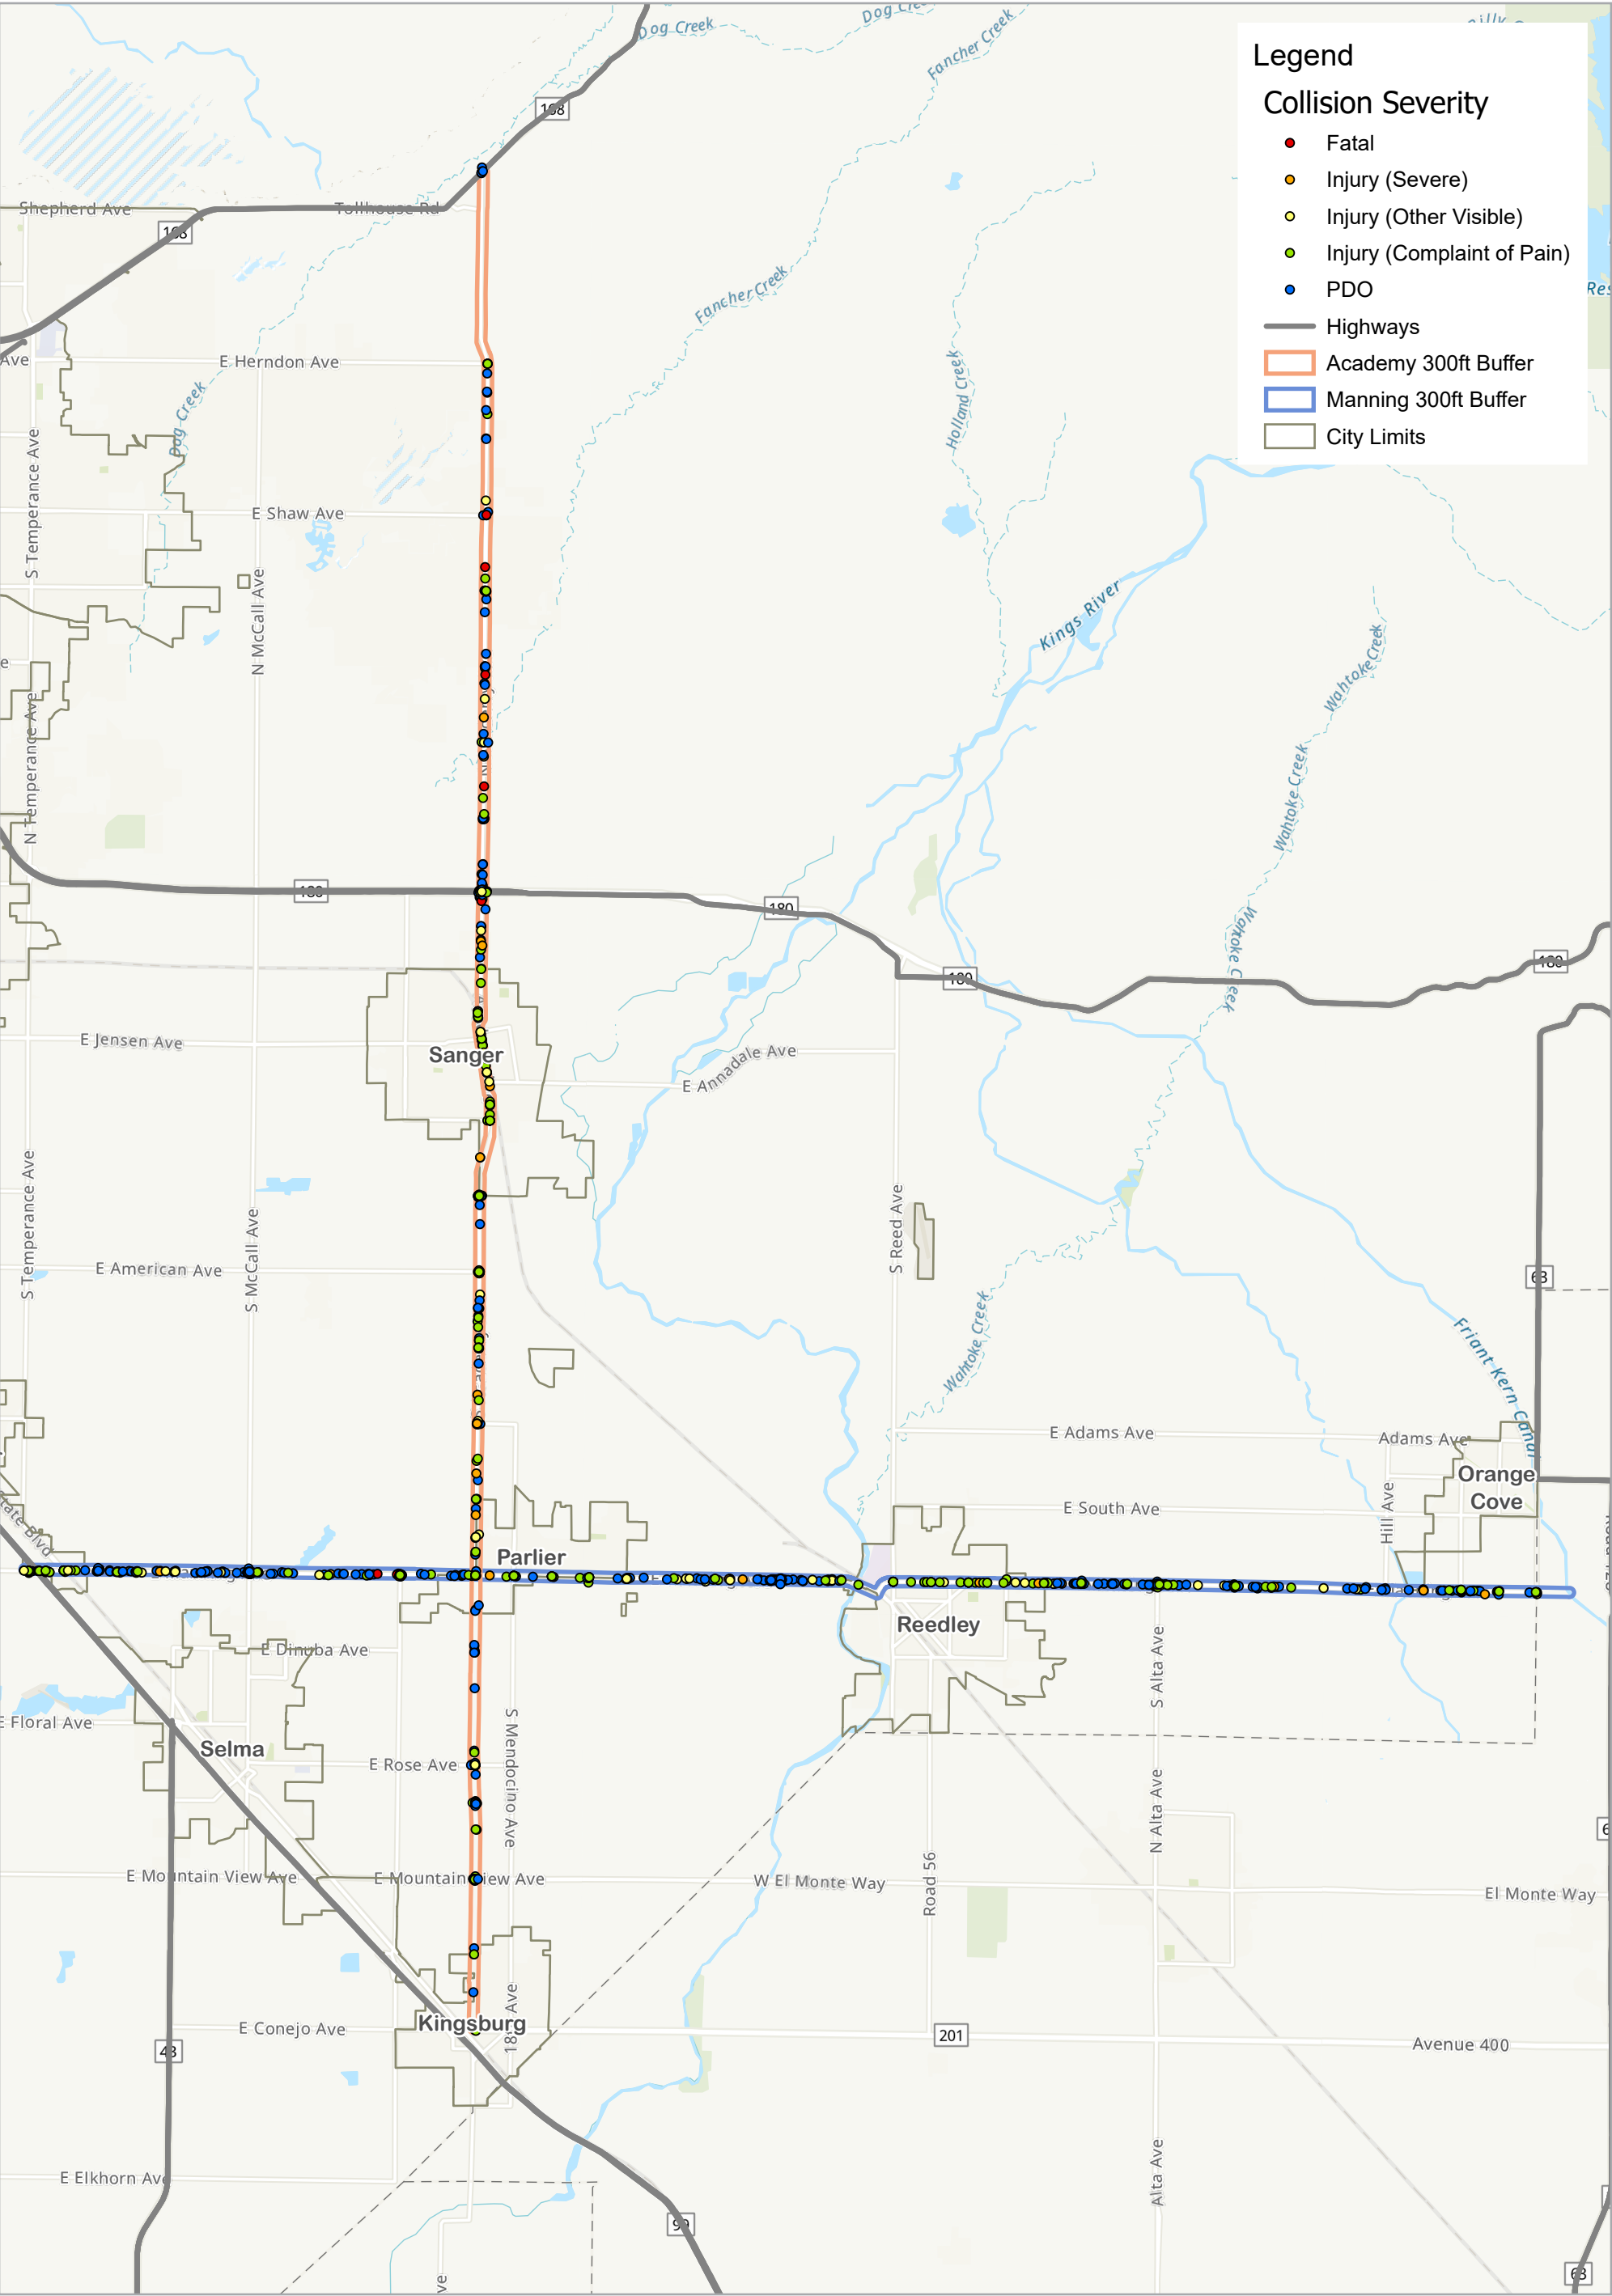 Dog Creek
Dog Cre
Fancher Creek
Legend
Collision Severity
Fatal
Injury (Severe)
Injury (Other Visible)
Injury (Complaint of Pain)
PDO
Highways
Academy 300ft Buffer
Manning 300ft Buffer
City Limits
168
Shepherd Ave
Tollhouse Rd
168
Res
Fancher Creek
Ave
E Herndon Ave
Dog Creek
Holland Creek
S Temperance Ave
E Shaw Ave
N McCall Ave
Kings River
Wahtoke Creek
N Temperance Ave
Wahtoke Creek
180
180
Wahtoke Creek
180
180
E Jensen Ave
Sanger
E Annadale Ave
S Temperance Ave
S McCall Ave
S Reed Ave
E American Ave
63
Wahtoke Creek
Friant Kern Canal
E Adams Ave
Adams Ave
Orange
Cove
E South Ave
Hill Ave
tate Blvd
Parlier
Reedley
E Dinuba Ave
S Alta Ave
E Floral Ave
Selma
S Mendocino Ave
E Rose Ave
N Alta Ave
E Mountain View Ave
E Mountain View Ave
W El Monte Way
Road 56
El Monte Way
E Conejo Ave
Kingsburg
201
Avenue 400
43
E Elkhorn Ave
Alta Ave
99
63